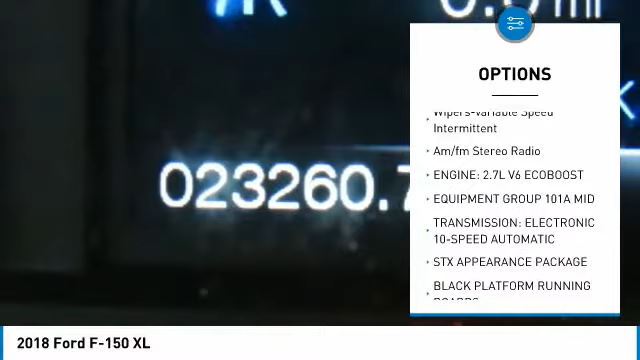 023260.7
OPTIONS
Wipers-Variable Speed
Intermittent
Am/fm Stereo Radio
ENGINE: 2.7L V6 ECOBOOST
EQUIPMENT GROUP 101A MID
TRANSMISSION: ELECTRONIC
10-SPEED AUTOMATIC
STX APPEARANCE PACKAGE
BLACK PLATFORM RUNNING
BOARDS
2018 Ford F-150 XL